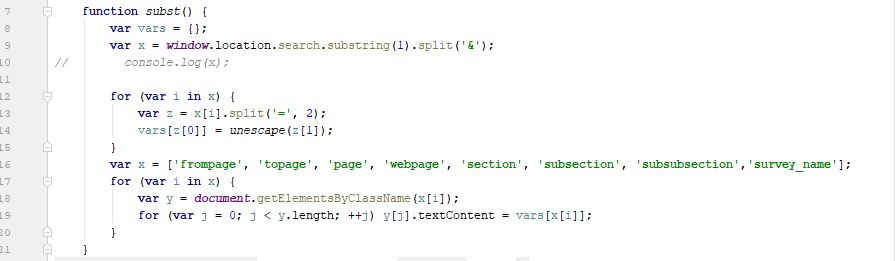 7 function subst() {
8 var vars = {};
9 var x = window.location.search.substring(1).split('&');
10 // console.log(x);
11
12 for (var i in x) {
13 var z = x[i].split('=', 2);
14 vars[z[0]] = unescape(z[1]);
15 }
16 var x = ['frompage', 'topage', 'page', 'webpage', 'section', 'subsection', 'subsubsection','survey_name'];
17 for (var i in x) {
18 var y = document.getElementsByClassName(x[i]);
19 for (var j = 0; j < y.length; ++j) y[j].textContent = vars[x[i]];
20 }
21 }